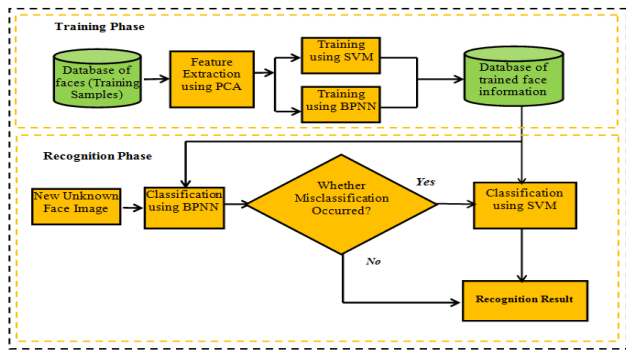 Training Phase
Database of
faces (Training
Samples)
Feature
Extraction
using PCA
Training
using SVM
Training
using BPNN
Database of
trained face
information
Recognition Phase
New Unknown
Face Image
Classification
using BPNN
Whether
Misclassification
Occurred?
Yes
Classification
using SVM
No
Recognition Result